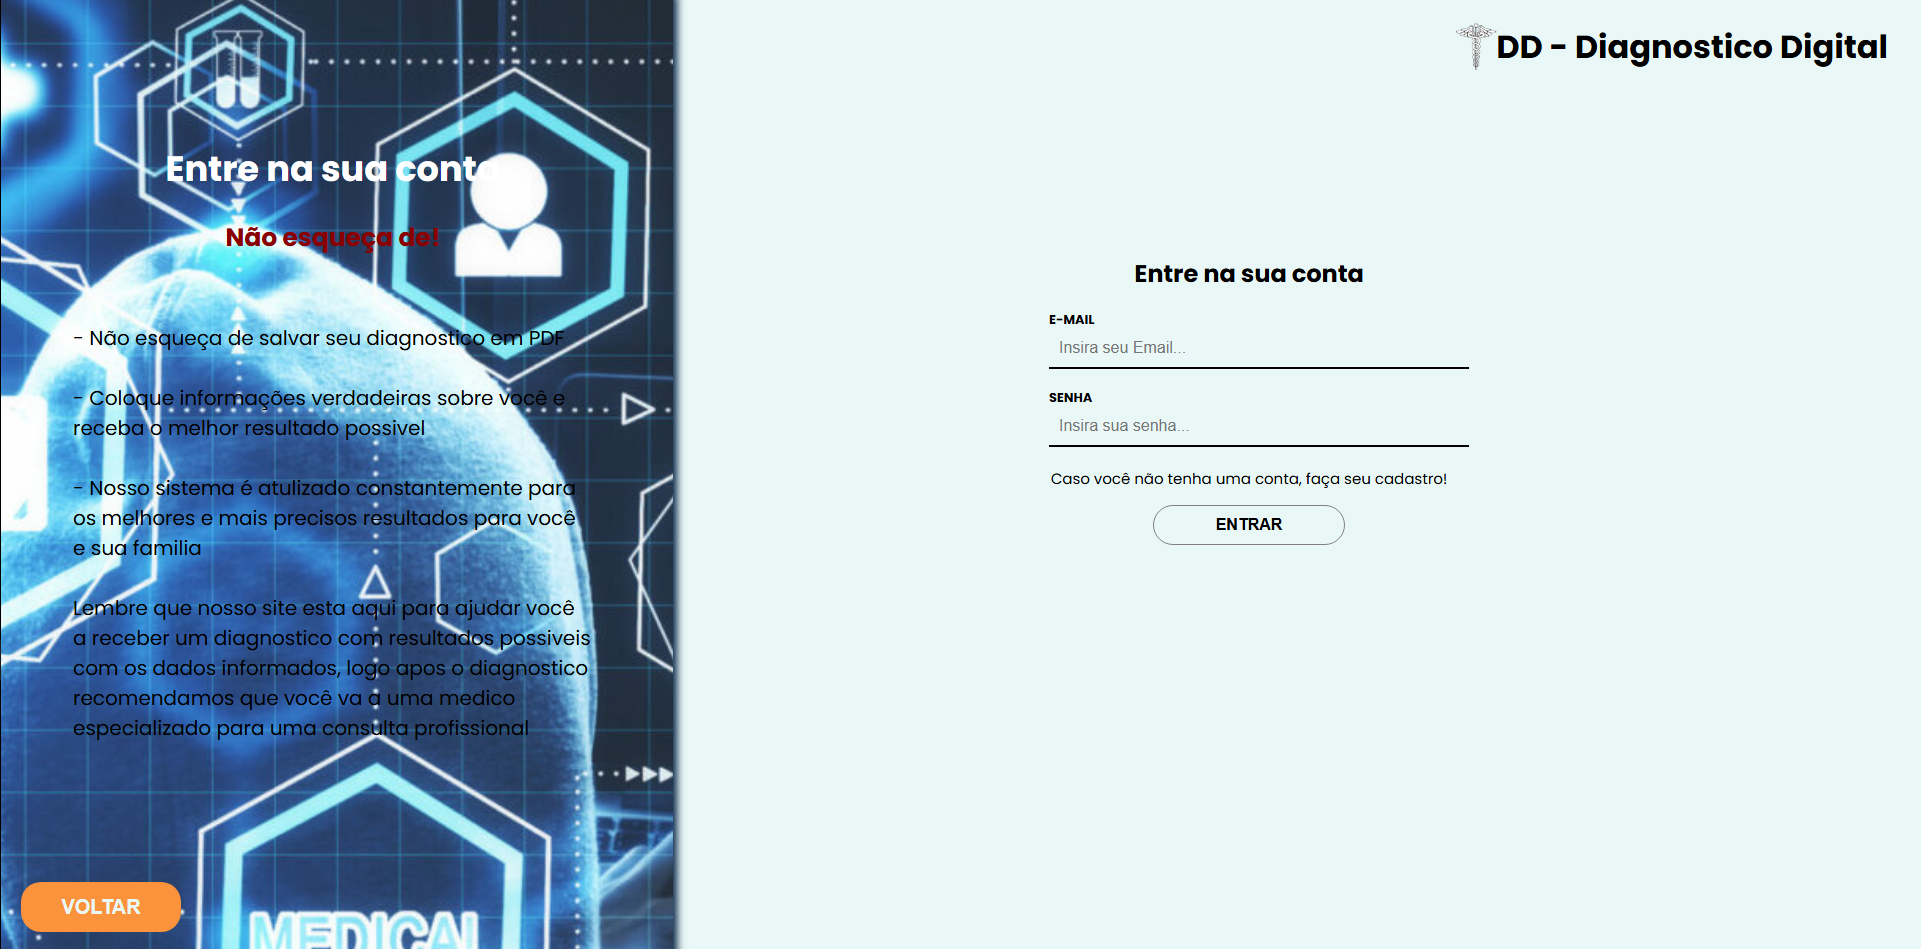 DD - Diagnostico Digital
Entre na sua conta
Não esqueça de!
- Não esqueça de salvar seu diagnostico em PDF
- Coloque informações verdadeiras sobre você e
receba o melhor resultado possivel
- Nosso sistema é atulizado constantemente para
os melhores e mais precisos resultados para você
e sua familia
Lembre que nosso site esta aqui para ajudar você
a receber um diagnostico com resultados possiveis
com os dados informados, logo apos o diagnostico
recomendamos que você va a uma medico
especializado para uma consulta profissional
MEDICAL
VOLTAR
Entre na sua conta
E-MAIL
Insira seu Email...
SENHA
Insira sua senha...
Caso você não tenha uma conta, faça seu cadastro!
ENTRAR